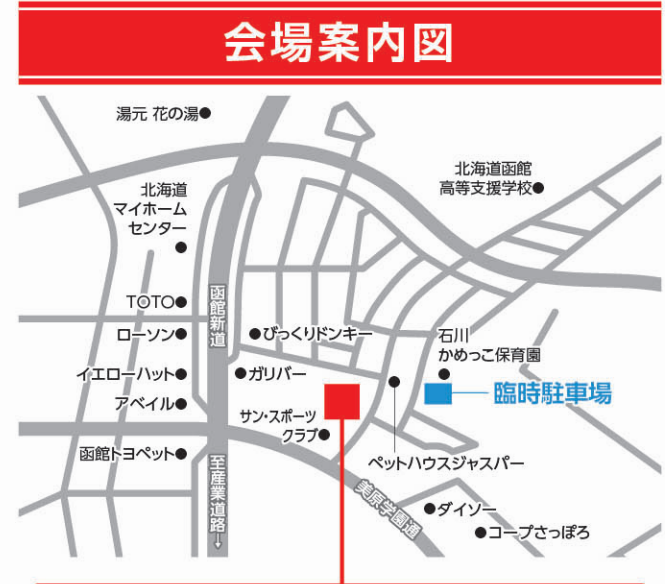 会場案内図
湯元 花の湯
北海道函館
高等支援学校
北海道
マイホーム
センター
TOTO
函館新道
ローソン
びっくりドンキー
石川
かめっこ保育園
イエローハット
ガリバー
臨時駐車場
アベイル
サン・スポーツ
クラブ
函館トヨペット
ペットハウスジャスパー
至産業道路→
美原学園通
ダイソー
コープさっぽろ